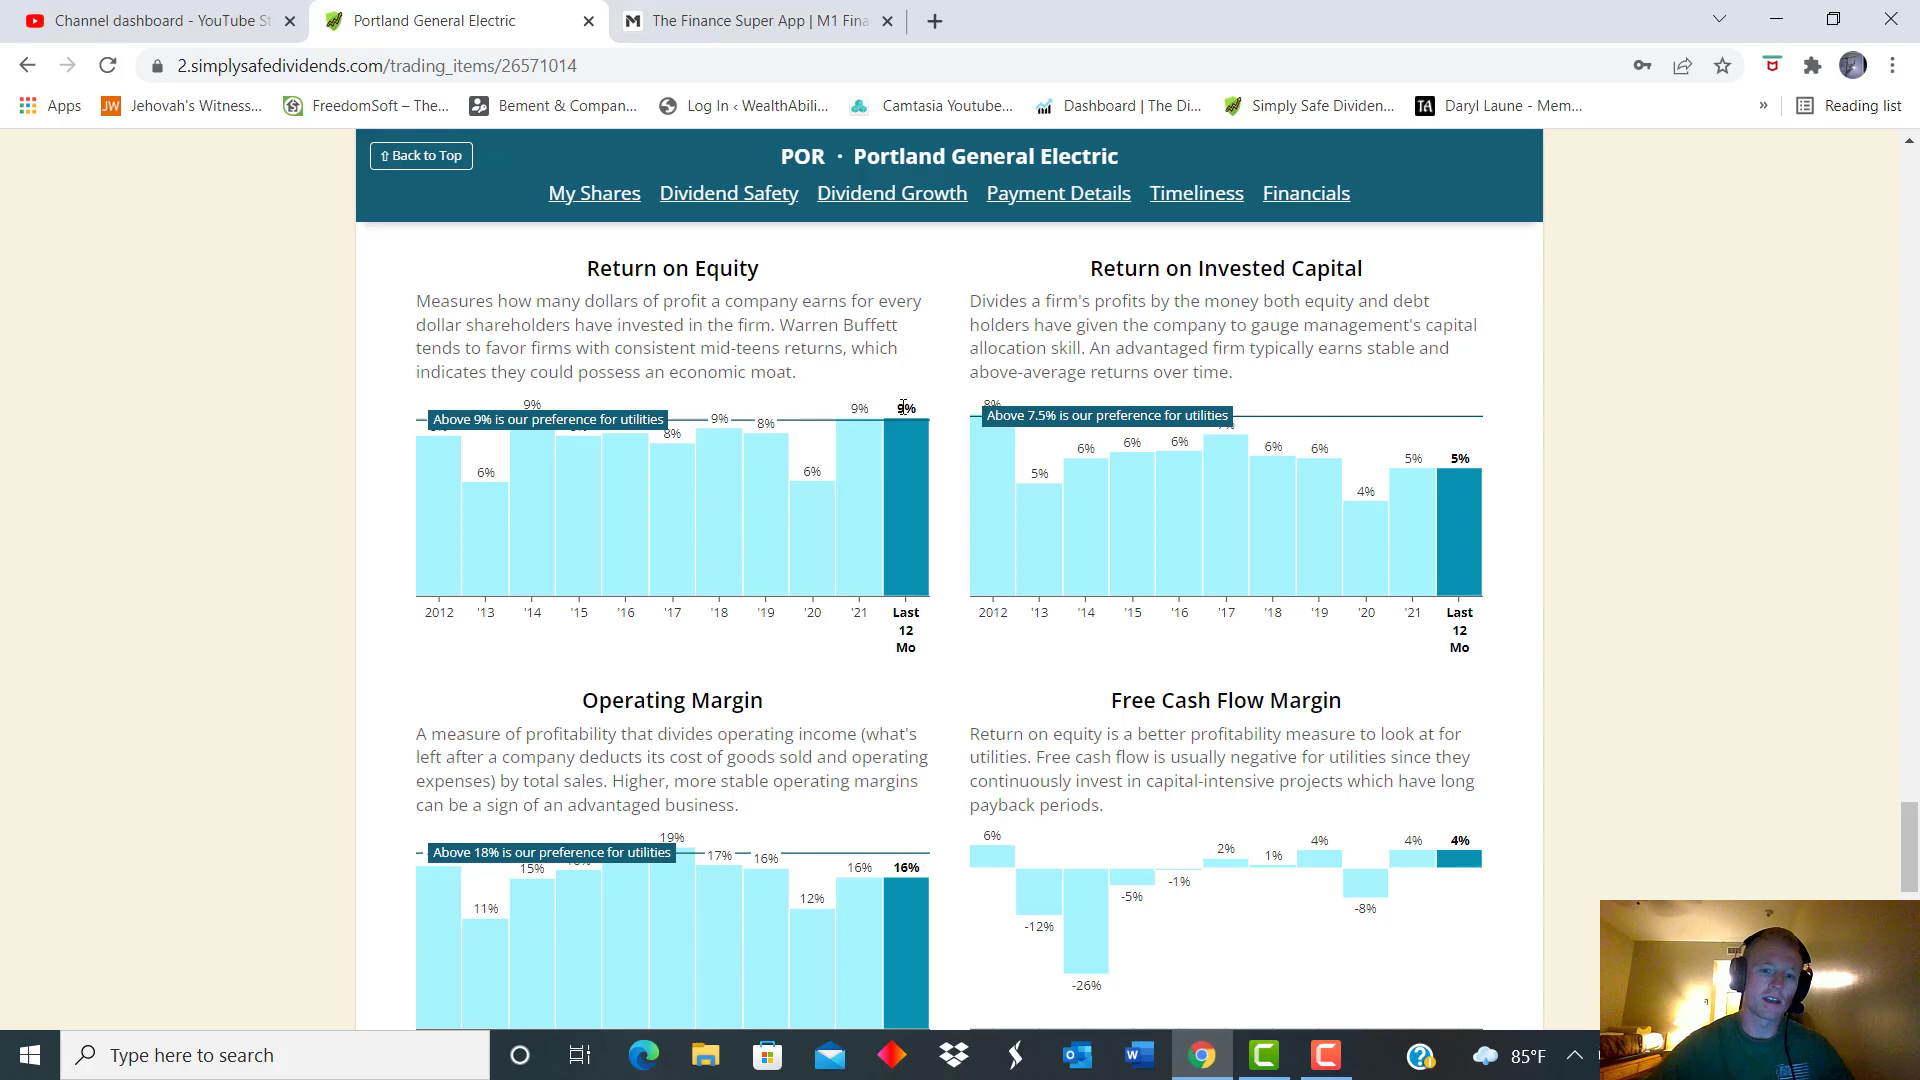 Channel dashboard - YouTube St
Portland General Electric
M The Finance Super App | M1 Fina
2.simplysafedividends.com/trading_items/26571014
Apps
JW Jehovah's Witness...
FreedomSoft – The...
Bement & Compan...
Log In ‹ WealthAbili...
Camtasia Youtube...
Dashboard | The Di...
Simply Safe Dividen...
TA Daryl Laune - Mem...
»
Reading list
⇧ Back to Top
POR · Portland General Electric
My Shares Dividend Safety Dividend Growth Payment Details Timeliness Financials
Return on Equity
Measures how many dollars of profit a company earns for every
dollar shareholders have invested in the firm. Warren Buffett
tends to favor firms with consistent mid-teens returns, which
indicates they could possess an economic moat.
Above 9% is our preference for utilities
6% 9% 8% 9% 8% 6% 9% 9%
2012 '13 '14 '15 '16 '17 '18 '19 '20 '21 Last
12
Mo
Return on Invested Capital
Divides a firm's profits by the money both equity and debt
holders have given the company to gauge management's capital
allocation skill. An advantaged firm typically earns stable and
above-average returns over time.
Above 7.5% is our preference for utilities
8% 5% 6% 6% 6% 6% 6% 4% 5% 5%
2012 '13 '14 '15 '16 '17 '18 '19 '20 '21 Last
12
Mo
Operating Margin
A measure of profitability that divides operating income (what's
left after a company deducts its cost of goods sold and operating
expenses) by total sales. Higher, more stable operating margins
can be a sign of an advantaged business.
Above 18% is our preference for utilities
11% 15% 19% 17% 16% 12% 16% 16%
Free Cash Flow Margin
Return on equity is a better profitability measure to look at for
utilities. Free cash flow is usually negative for utilities since they
continuously invest in capital-intensive projects which have long
payback periods.
6% -12% -26% -5% -1% 2% 1% 4% -8% 4% 4%
Type here to search
85°F